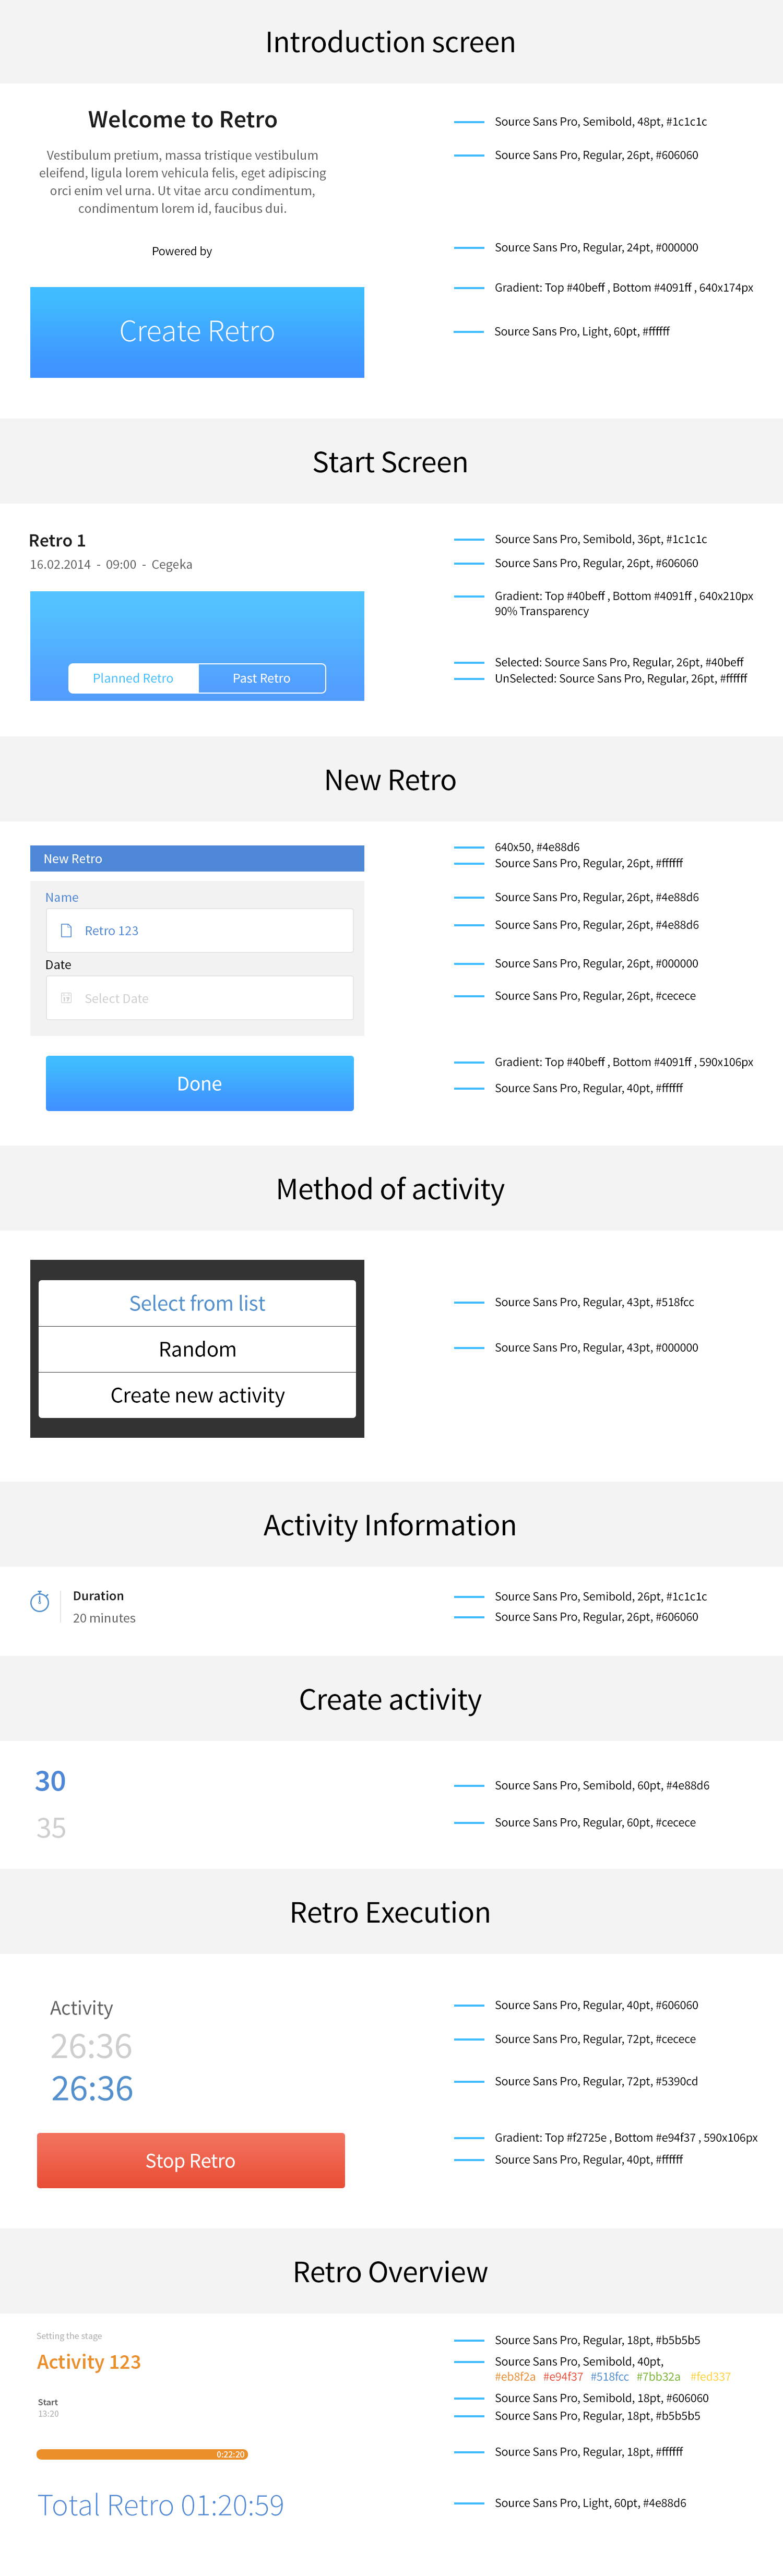 Introduction screen
Welcome to Retro
Source Sans Pro, Semibold, 48pt, #1c1c1c
Vestibulum pretium, massa tristique vestibulum
eleifend, ligula lorem vehicula felis, eget adipiscing
orci enim vel urna. Ut vitae arcu condimentum,
condimentum lorem id, faucibus dui.
Source Sans Pro, Regular, 26pt, #606060
Powered by
Source Sans Pro, Regular, 24pt, #000000
Gradient: Top #40beff , Bottom #4091ff , 640x174px
Create Retro
Source Sans Pro, Light, 60pt, #ffffff
Start Screen
Retro 1
Source Sans Pro, Semibold, 36pt, #1c1c1c
16.02.2014 - 09:00 - Cegeka
Source Sans Pro, Regular, 26pt, #606060
Gradient: Top #40beff , Bottom #4091ff , 640x210px
90% Transparency
Planned Retro
Past Retro
Selected: Source Sans Pro, Regular, 26pt, #40beff
UnSelected: Source Sans Pro, Regular, 26pt, #ffffff
New Retro
640x50, #4e88d6
New Retro
Source Sans Pro, Regular, 26pt, #ffffff
Name
Source Sans Pro, Regular, 26pt, #4e88d6
Retro 123
Source Sans Pro, Regular, 26pt, #4e88d6
Date
Source Sans Pro, Regular, 26pt, #000000
Select Date
Source Sans Pro, Regular, 26pt, #cecece
Gradient: Top #40beff , Bottom #4091ff , 590x106px
Done
Source Sans Pro, Regular, 40pt, #ffffff
Method of activity
Select from list
Source Sans Pro, Regular, 43pt, #518fcc
Random
Source Sans Pro, Regular, 43pt, #000000
Create new activity
Activity Information
Duration
Source Sans Pro, Semibold, 26pt, #1c1c1c
20 minutes
Source Sans Pro, Regular, 26pt, #606060
Create activity
30
Source Sans Pro, Semibold, 60pt, #4e88d6
35
Source Sans Pro, Regular, 60pt, #cecece
Retro Execution
Activity
Source Sans Pro, Regular, 40pt, #606060
26:36
Source Sans Pro, Regular, 72pt, #cecece
26:36
Source Sans Pro, Regular, 72pt, #5390cd
Gradient: Top #f2725e , Bottom #e94f37 , 590x106px
Stop Retro
Source Sans Pro, Regular, 40pt, #ffffff
Retro Overview
Setting the stage
Source Sans Pro, Regular, 18pt, #b5b5b5
Activity 123
Source Sans Pro, Semibold, 40pt,
#eb8f2a #e94f37 #518fcc #7bb32a #fed337
Start
Source Sans Pro, Semibold, 18pt, #606060
13:20
Source Sans Pro, Regular, 18pt, #b5b5b5
0:22:20
Source Sans Pro, Regular, 18pt, #ffffff
Total Retro 01:20:59
Source Sans Pro, Light, 60pt, #4e88d6